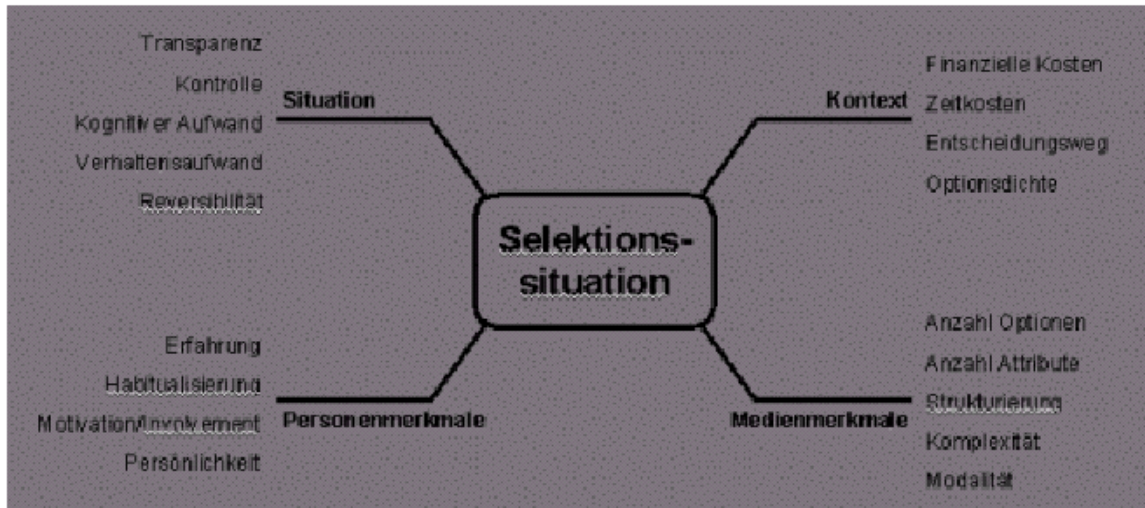 Transparenz
Kontrolle
Kognitiver Aufwand
Verhaltensaufwand
Reversibilität
Situation
Kontext
Finanzielle Kosten
Zeitkosten
Entscheidungsweg
Optionsdichte
Selektions-
situation
Erfahrung
Habitualisierung
Motivation/Involvement
Persönlichkeit
Personenmerkmale
Medienmerkmale
Anzahl Optionen
Anzahl Attribute
Strukturierung
Komplexität
Modalität